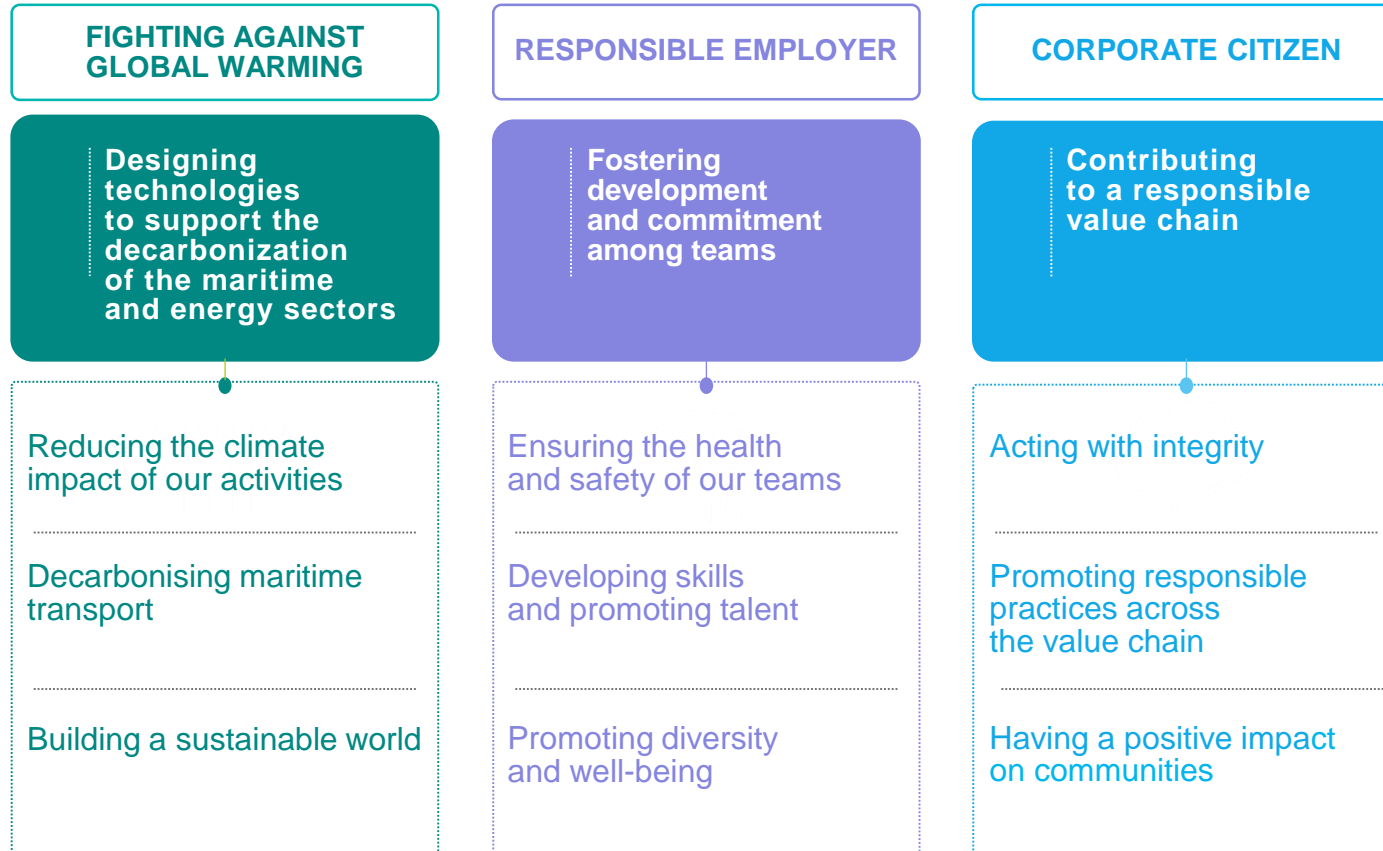 FIGHTING AGAINST
GLOBAL WARMING
Designing
technologies
to support the
decarbonization
of the maritime
and energy sectors
Reducing the climate
impact of our activities
Decarbonising maritime
transport
Building a sustainable world
RESPONSIBLE EMPLOYER
Fostering
development
and commitment
among teams
Ensuring the health
and safety of our teams
Developing skills
and promoting talent
Promoting diversity
and well-being
CORPORATE CITIZEN
Contributing
to a responsible
value chain
Acting with integrity
Promoting responsible
practices across
the value chain
Having a positive impact
on communities